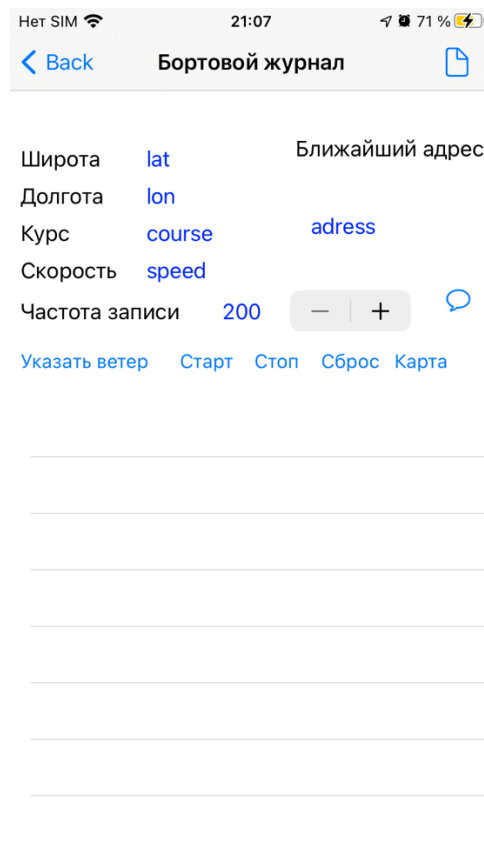 Нет SIM 21:07 71 %
Back Бортовой журнал
Ближайший адрес
Широта lat
Долгота lon
adress
Курс course
Скорость speed
Частота записи 200 − +
Указать ветер Старт Стоп Сброс Карта